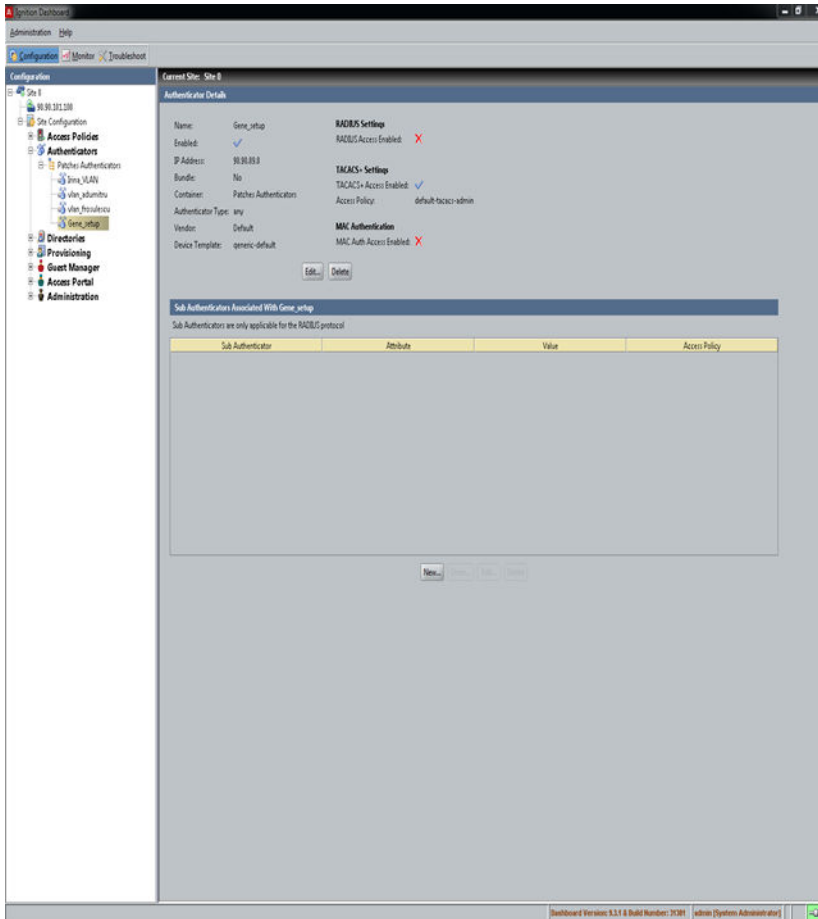 Ignition Dashboard
Administration Help
Configuration Monitor Troubleshoot
Configuration
Site 0
90.90.101.100
Site Configuration
Access Policies
Authenticators
Patches Authenticators
Irina_VLAN
vlan_adumitru
vlan_frosulescu
Gene_setup
Directories
Provisioning
Guest Manager
Access Portal
Administration
Current Site: Site 0
Authenticator Details
Name: Gene_setup
Enabled:
IP Address: 90.90.89.0
Bundle: No
Container: Patches Authenticators
Authenticator Type: any
Vendor: Default
Device Template: generic-default
RADIUS Settings
RADIUS Access Enabled:
TACACS+ Settings
TACACS+ Access Enabled:
Access Policy: default-tacacs-admin
MAC Authentication
MAC Auth Access Enabled:
Edit... Delete
Sub Authenticators Associated With Gene_setup
Sub Authenticators are only applicable for the RADIUS protocol
Sub Authenticator Attribute Value Access Policy
New... Edit... Delete
Dashboard Version: 9.3.1 & Build Number: 31381 admin [System Administrator]